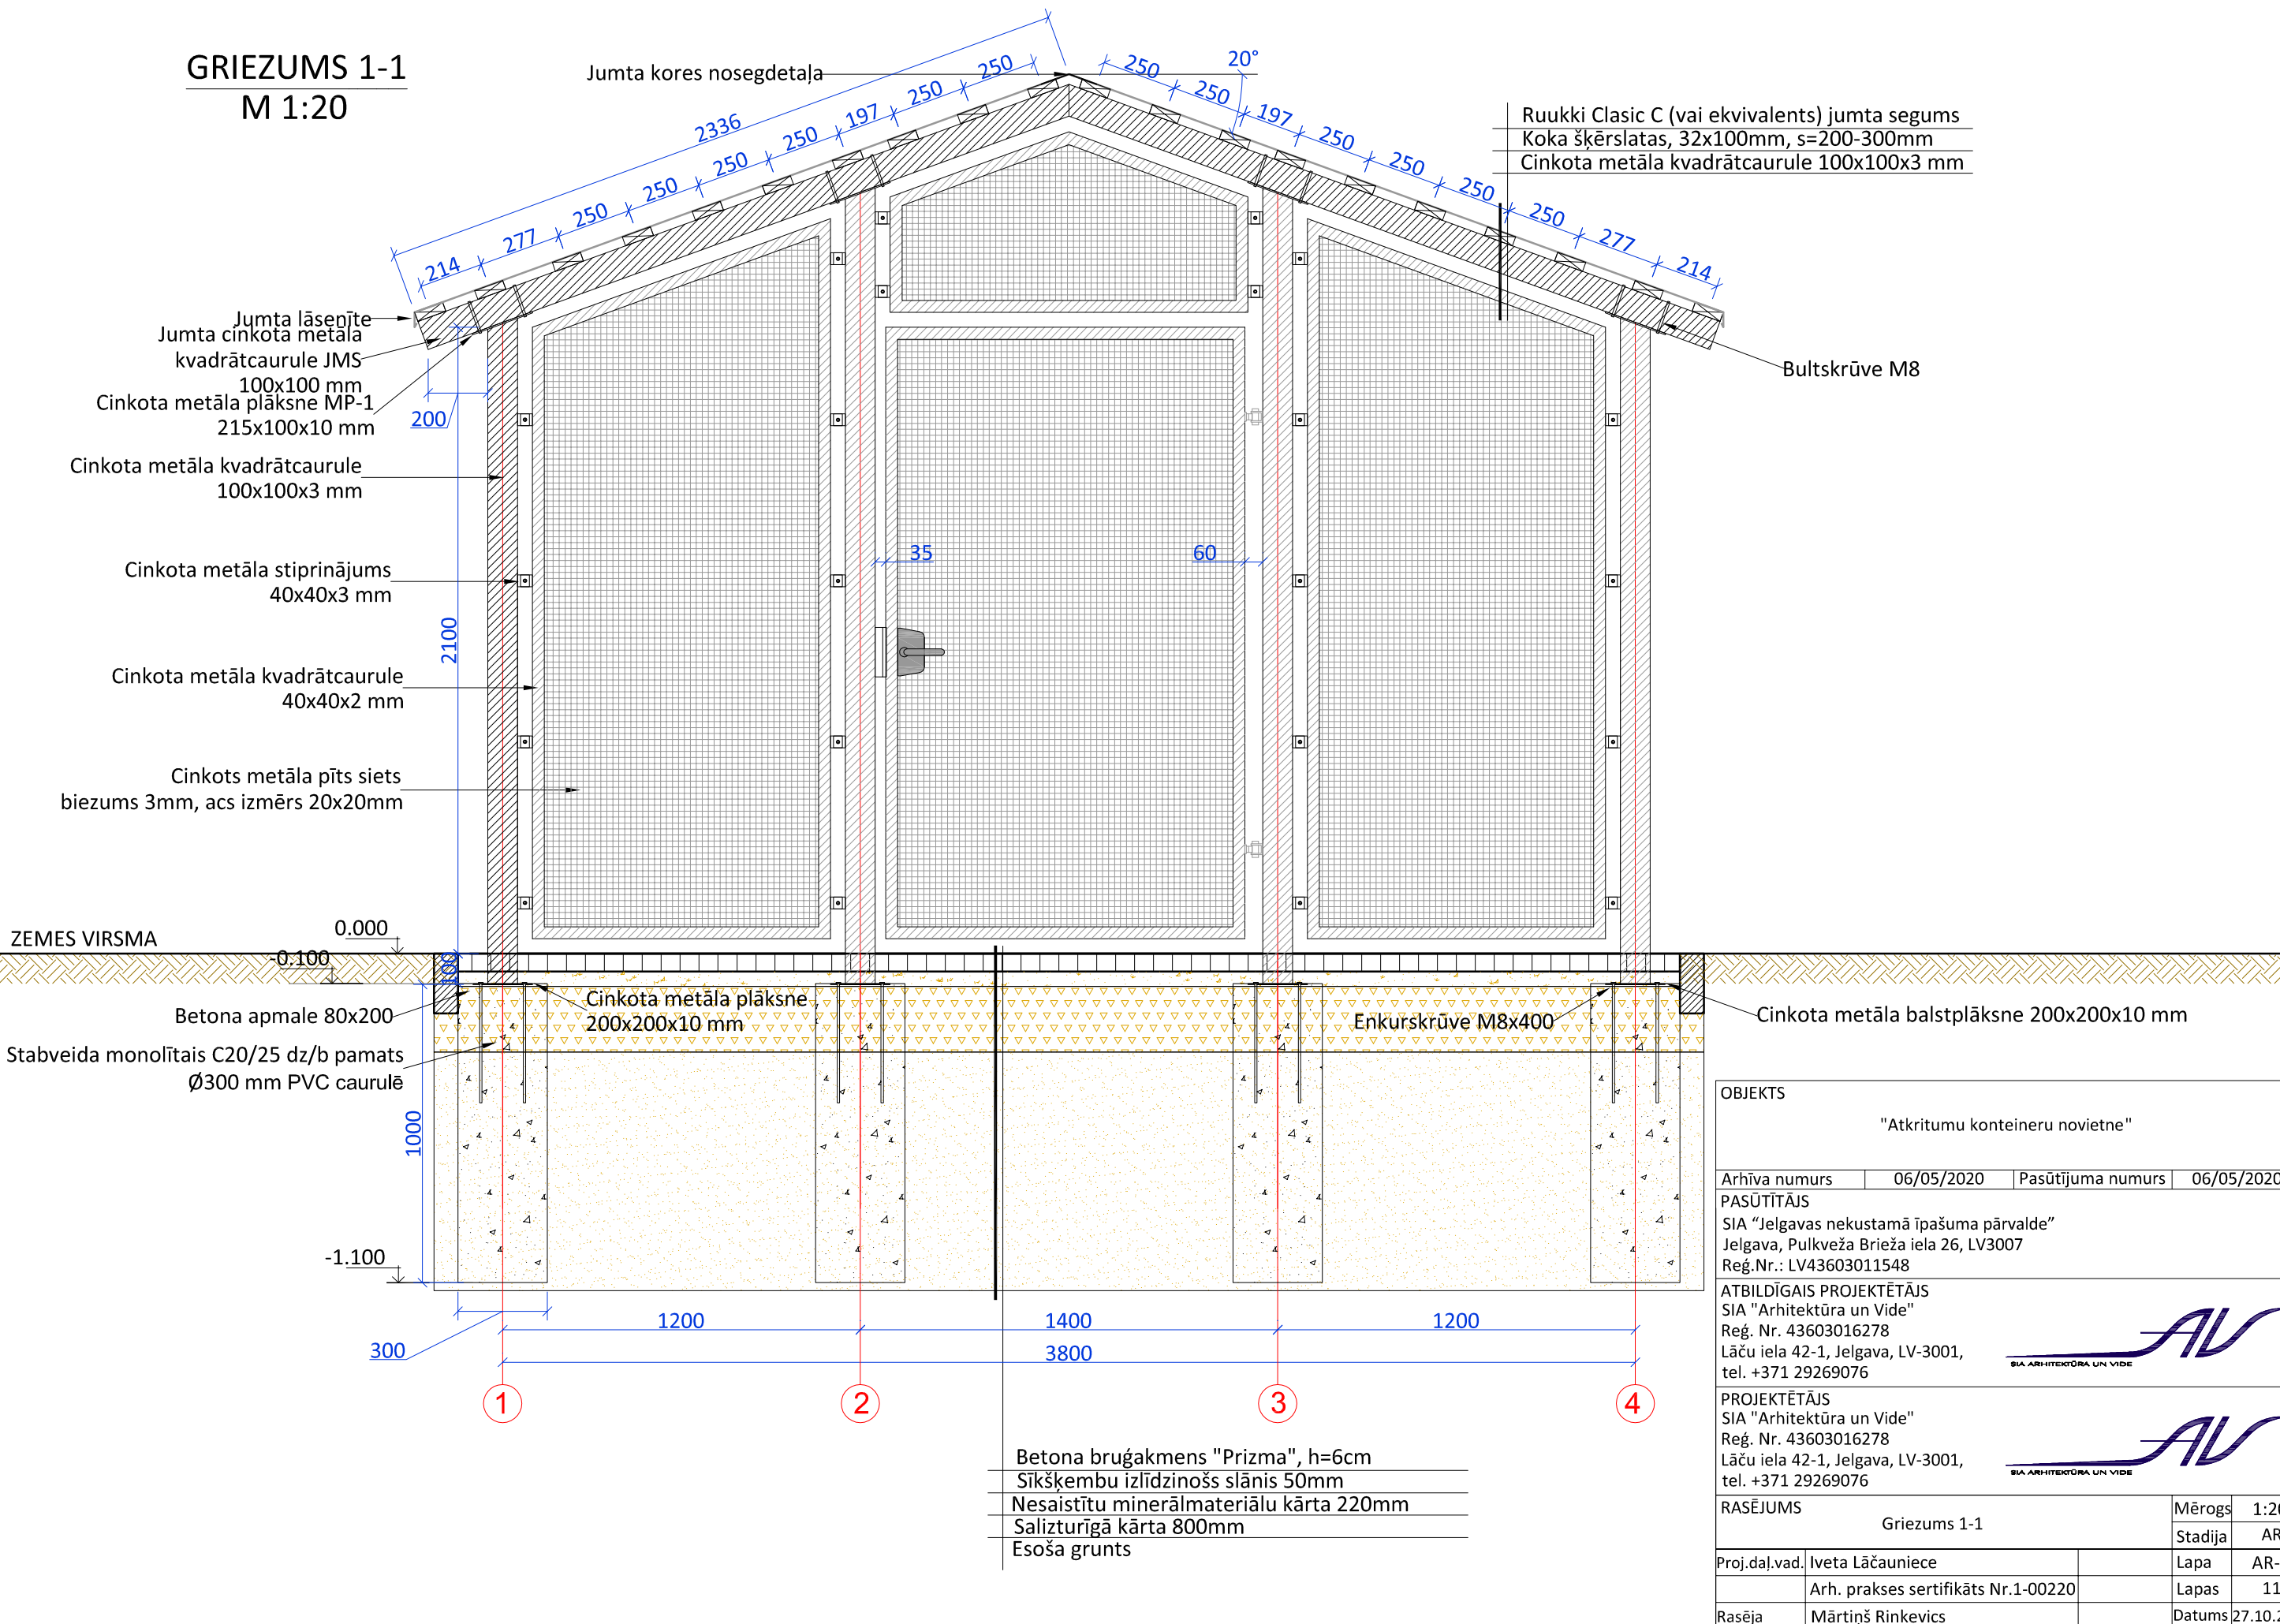 GRIEZUMS 1-1
M 1:20
Jumta kores nosegdetaļa
20°
250
250
197
250
250
250
250
277
214
2336
250
250
197
250
250
250
250
277
214
Ruukki Clasic C (vai ekvivalents) jumta segums
Koka šķērslatas, 32x100mm, s=200-300mm
Cinkota metāla kvadrātcaurule 100x100x3 mm
Jumta lāsenīte
Jumta cinkota metāla
kvadrātcaurule JMS
100x100 mm
Cinkota metāla plāksne MP-1
215x100x10 mm
200
Bultskrūve M8
Cinkota metāla kvadrātcaurule
100x100x3 mm
35
60
Cinkota metāla stiprinājums
40x40x3 mm
2100
Cinkota metāla kvadrātcaurule
40x40x2 mm
Cinkots metāla pīts siets
biezums 3mm, acs izmērs 20x20mm
ZEMES VIRSMA
0.000
-0.100
100
Betona apmale 80x200
Cinkota metāla plāksne
200x200x10 mm
Enkurskrūve M8x400
Cinkota metāla balstplāksne 200x200x10 mm
Stabveida monolītais C20/25 dz/b pamats
Ø300 mm PVC caurulē
1000
-1.100
300
1200
1400
1200
3800
1
2
3
4
Betona bruģakmens "Prizma", h=6cm
Sīkšķembu izlīdzinošs slānis 50mm
Nesaistītu minerālmateriālu kārta 220mm
Salizturīgā kārta 800mm
Esoša grunts
OBJEKTS
"Atkritumu konteineru novietne"
Arhīva numurs 06/05/2020 Pasūtījuma numurs 06/05/2020
PASŪTĪTĀJS
SIA “Jelgavas nekustamā īpašuma pārvalde”
Jelgava, Pulkveža Brieža iela 26, LV3007
Reģ.Nr.: LV43603011548
ATBILDĪGAIS PROJEKTĒTĀJS
SIA "Arhitektūra un Vide"
Reģ. Nr. 43603016278
Lāču iela 42-1, Jelgava, LV-3001,
tel. +371 29269076
SIA ARHITEKTŪRA UN VIDE
PROJEKTĒTĀJS
SIA "Arhitektūra un Vide"
Reģ. Nr. 43603016278
Lāču iela 42-1, Jelgava, LV-3001,
tel. +371 29269076
SIA ARHITEKTŪRA UN VIDE
RASĒJUMS
Griezums 1-1
Mērogs
Stadija AR
Proj.daļ.vad. Iveta Lāčauniece Lapa AR-
Arh. prakses sertifikāts Nr.1-00220 Lapas 11
Rasēja Mārtiņš Rinkevics Datums 27.10.